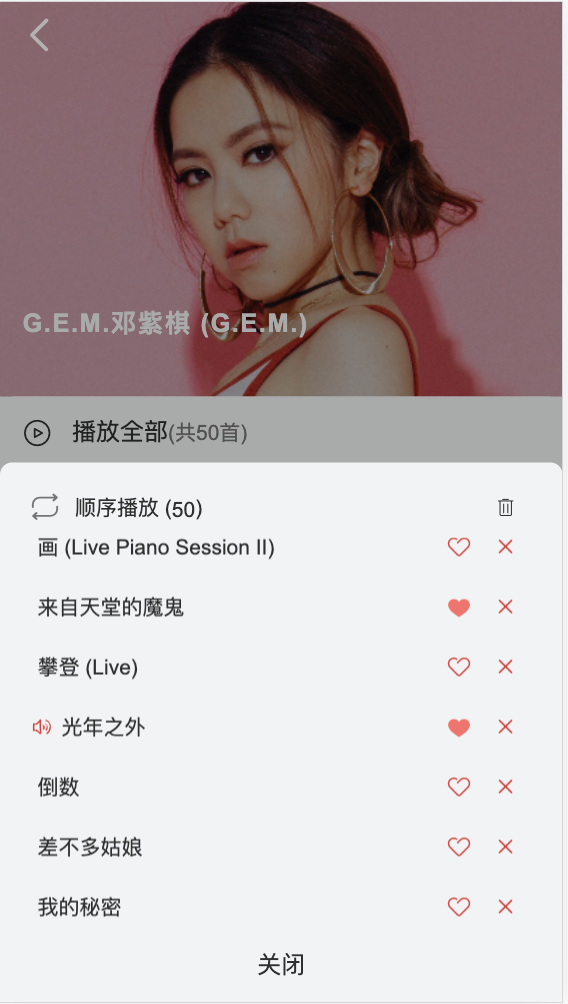 G.E.M.邓紫棋 (G.E.M.)
播放全部(共50首)
顺序播放 (50)
画 (Live Piano Session II)
来自天堂的魔鬼
攀登 (Live)
光年之外
倒数
差不多姑娘
我的秘密
关闭